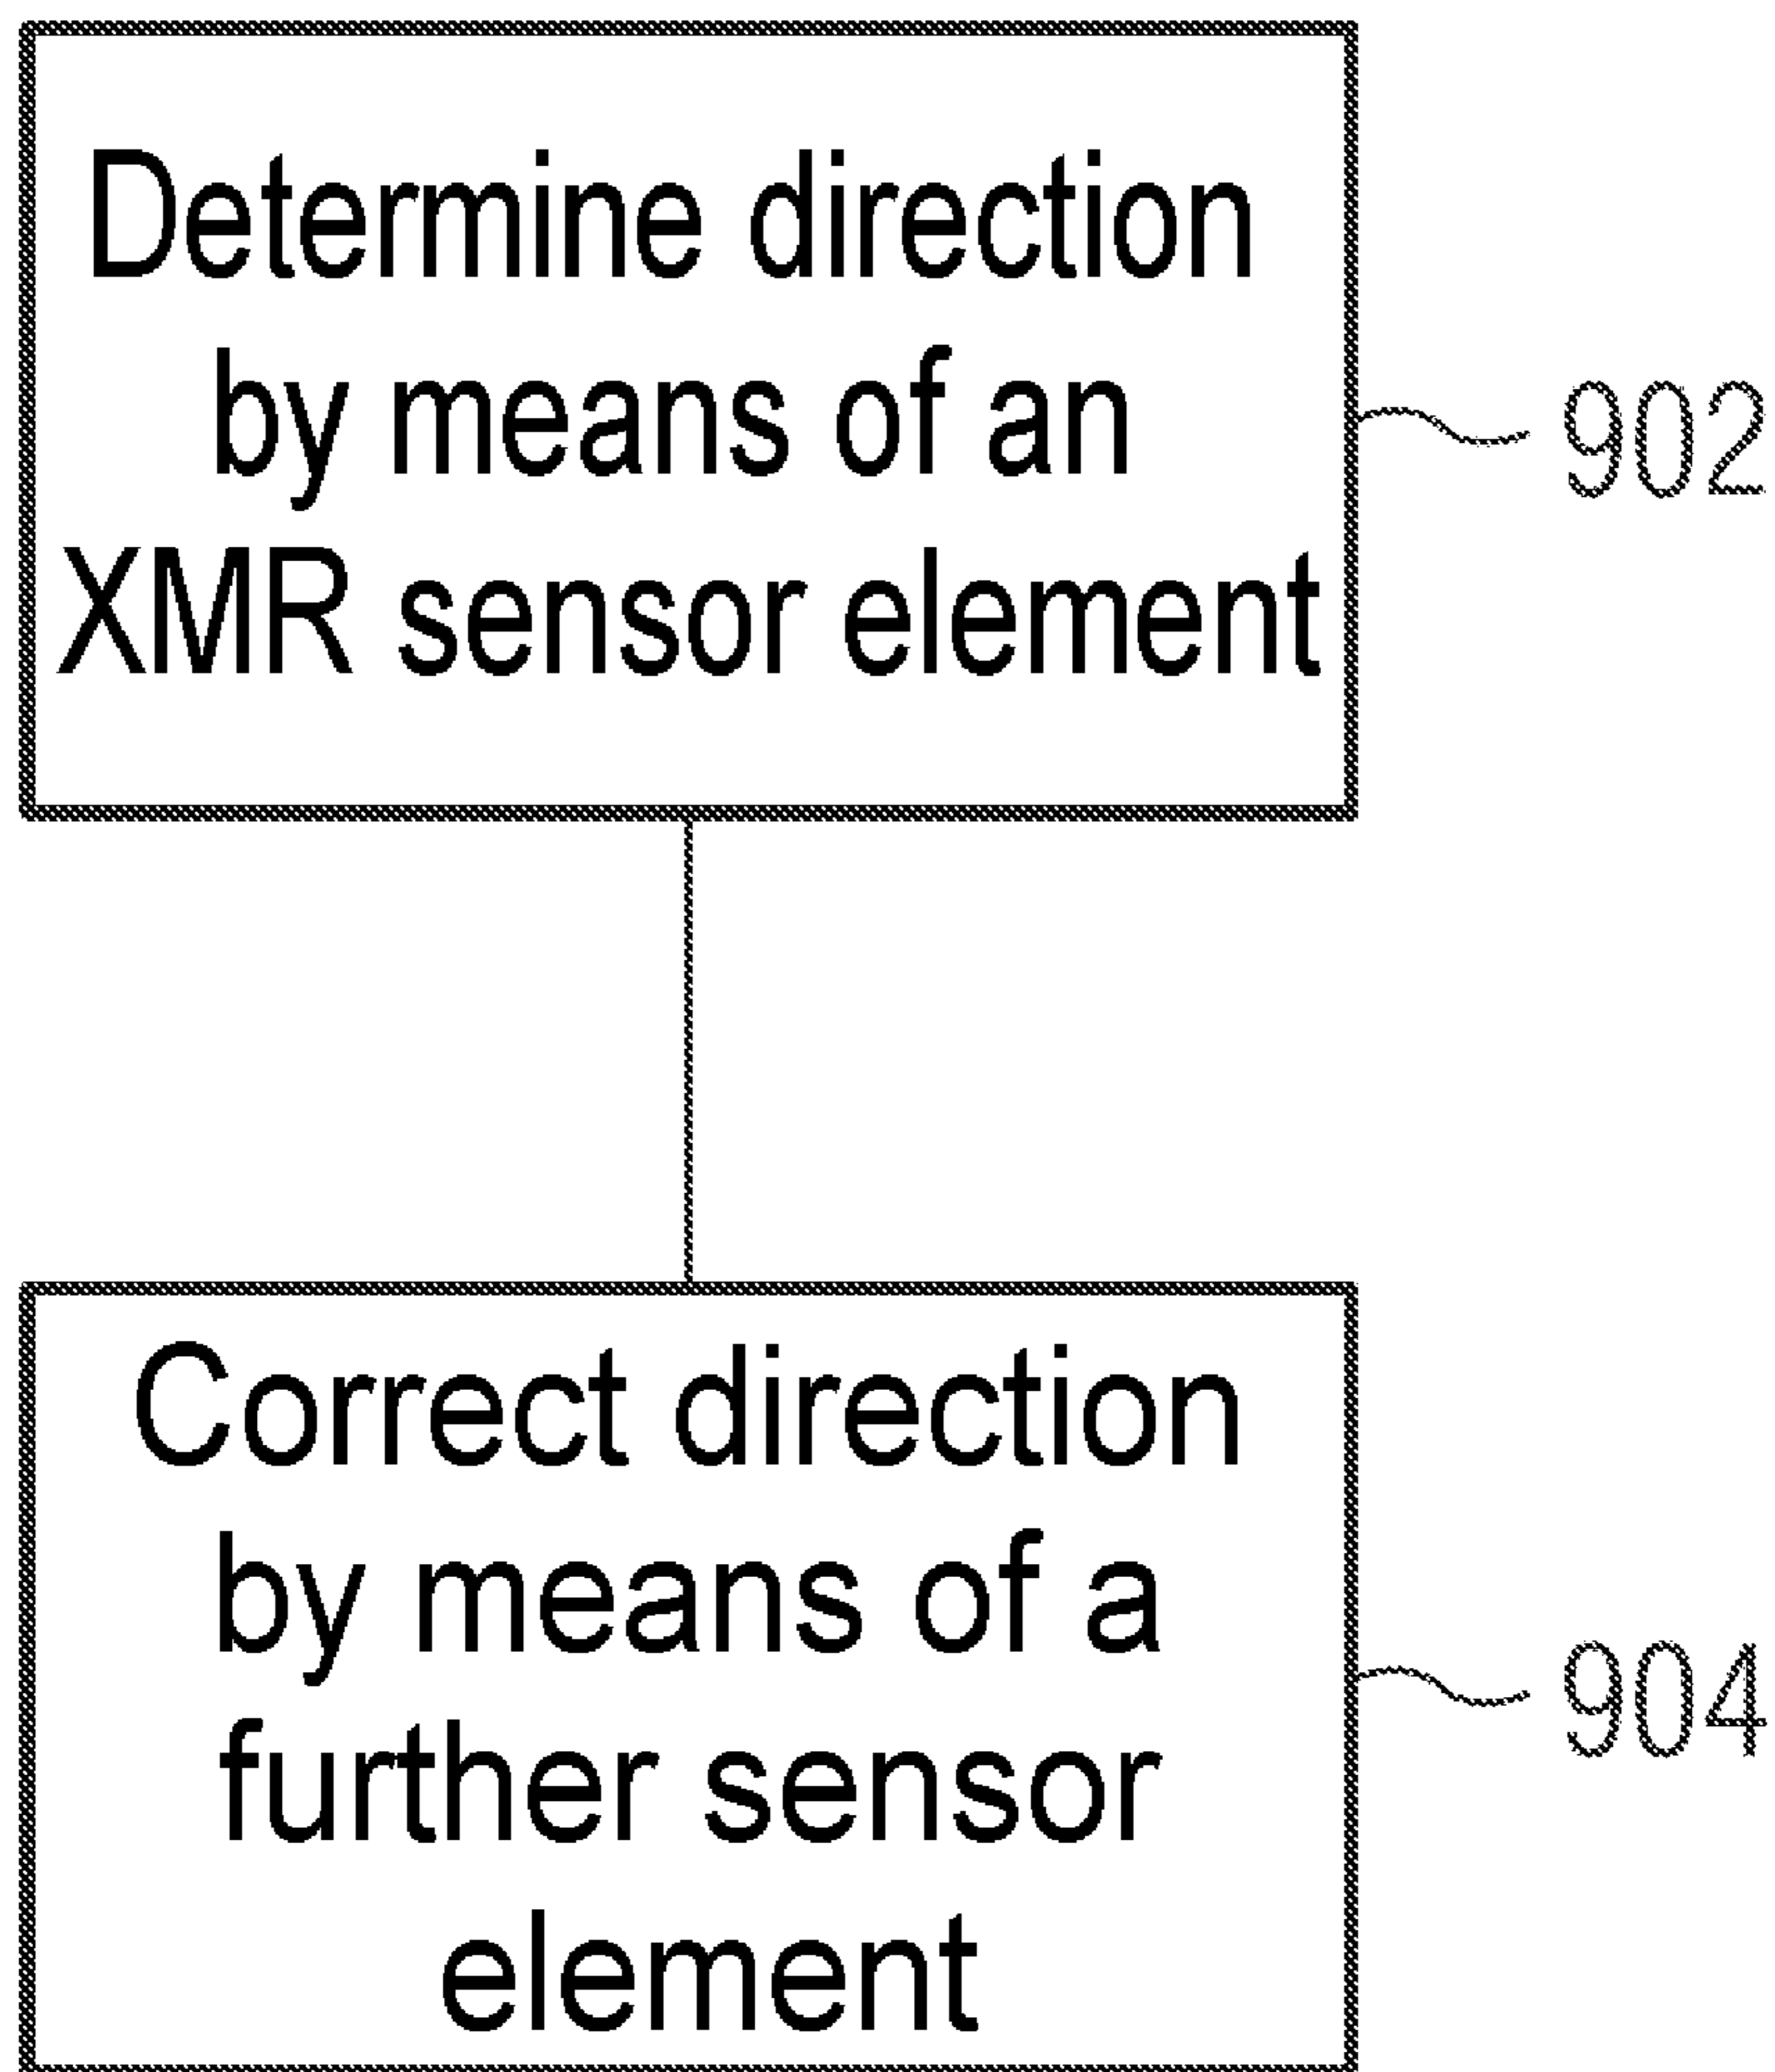 Determine direction
by means of an
XMR sensor element
902
Correct direction
by means of a
further sensor
element
904